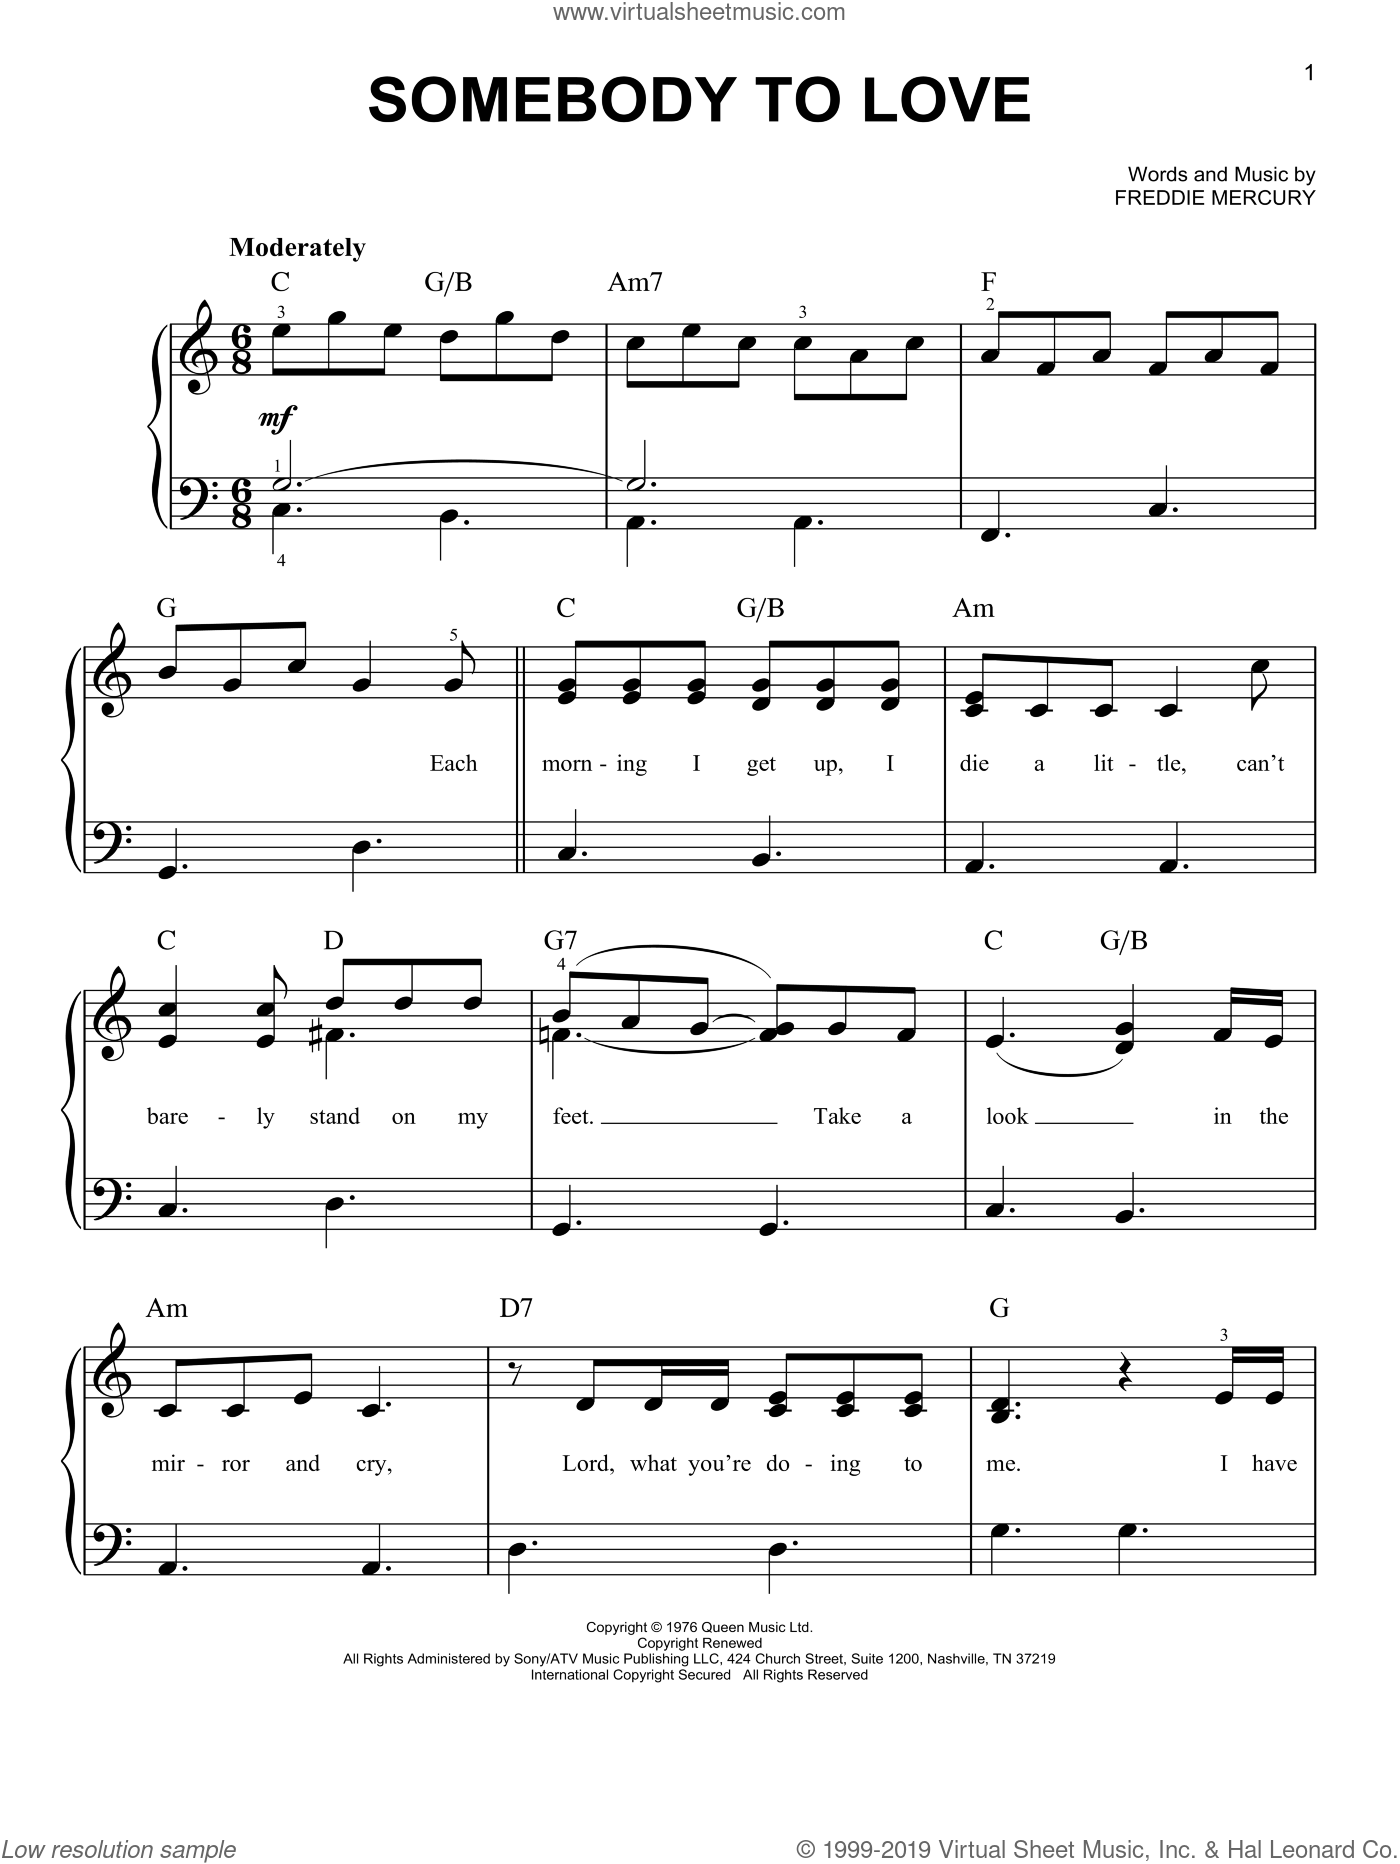 www.virtualsheetmusic.com
1
SOMEBODY TO LOVE
Words and Music by
FREDDIE MERCURY
Moderately
C G/B Am7 F
3 3 2
6 8
mf
1
6 8
4
G C G/B Am
5
Each morn - ing I get up, I die a lit - tle, can't
C D G7 C G/B
4
bare - ly stand on my feet. Take a look in the
Am D7 G
3
mir - ror and cry, Lord, what you're do - ing to me. I have
Copyright © 1976 Queen Music Ltd.
Copyright Renewed
All Rights Administered by Sony/ATV Music Publishing LLC, 424 Church Street, Suite 1200, Nashville, TN 37219
International Copyright Secured All Rights Reserved
Low resolution sample
© 1999-2019 Virtual Sheet Music, Inc. & Hal Leonard Co.